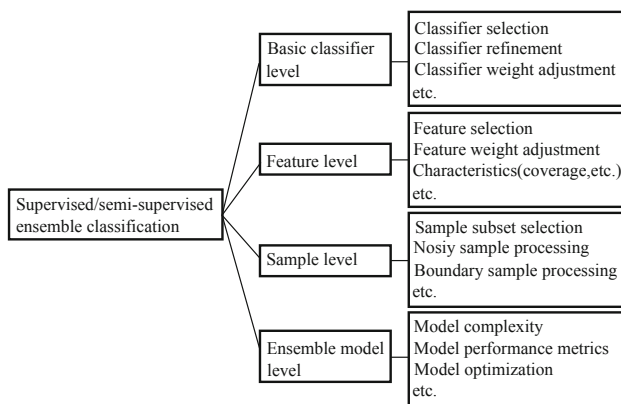 Supervised/semi-supervised
ensemble classification
Basic classifier
level
Classifier selection
Classifier refinement
Classifier weight adjustment
etc.
Feature level
Feature selection
Feature weight adjustment
Characteristics(coverage,etc.)
etc.
Sample level
Sample subset selection
Nosiy sample processing
Boundary sample processing
etc.
Ensemble model
level
Model complexity
Model performance metrics
Model optimization
etc.